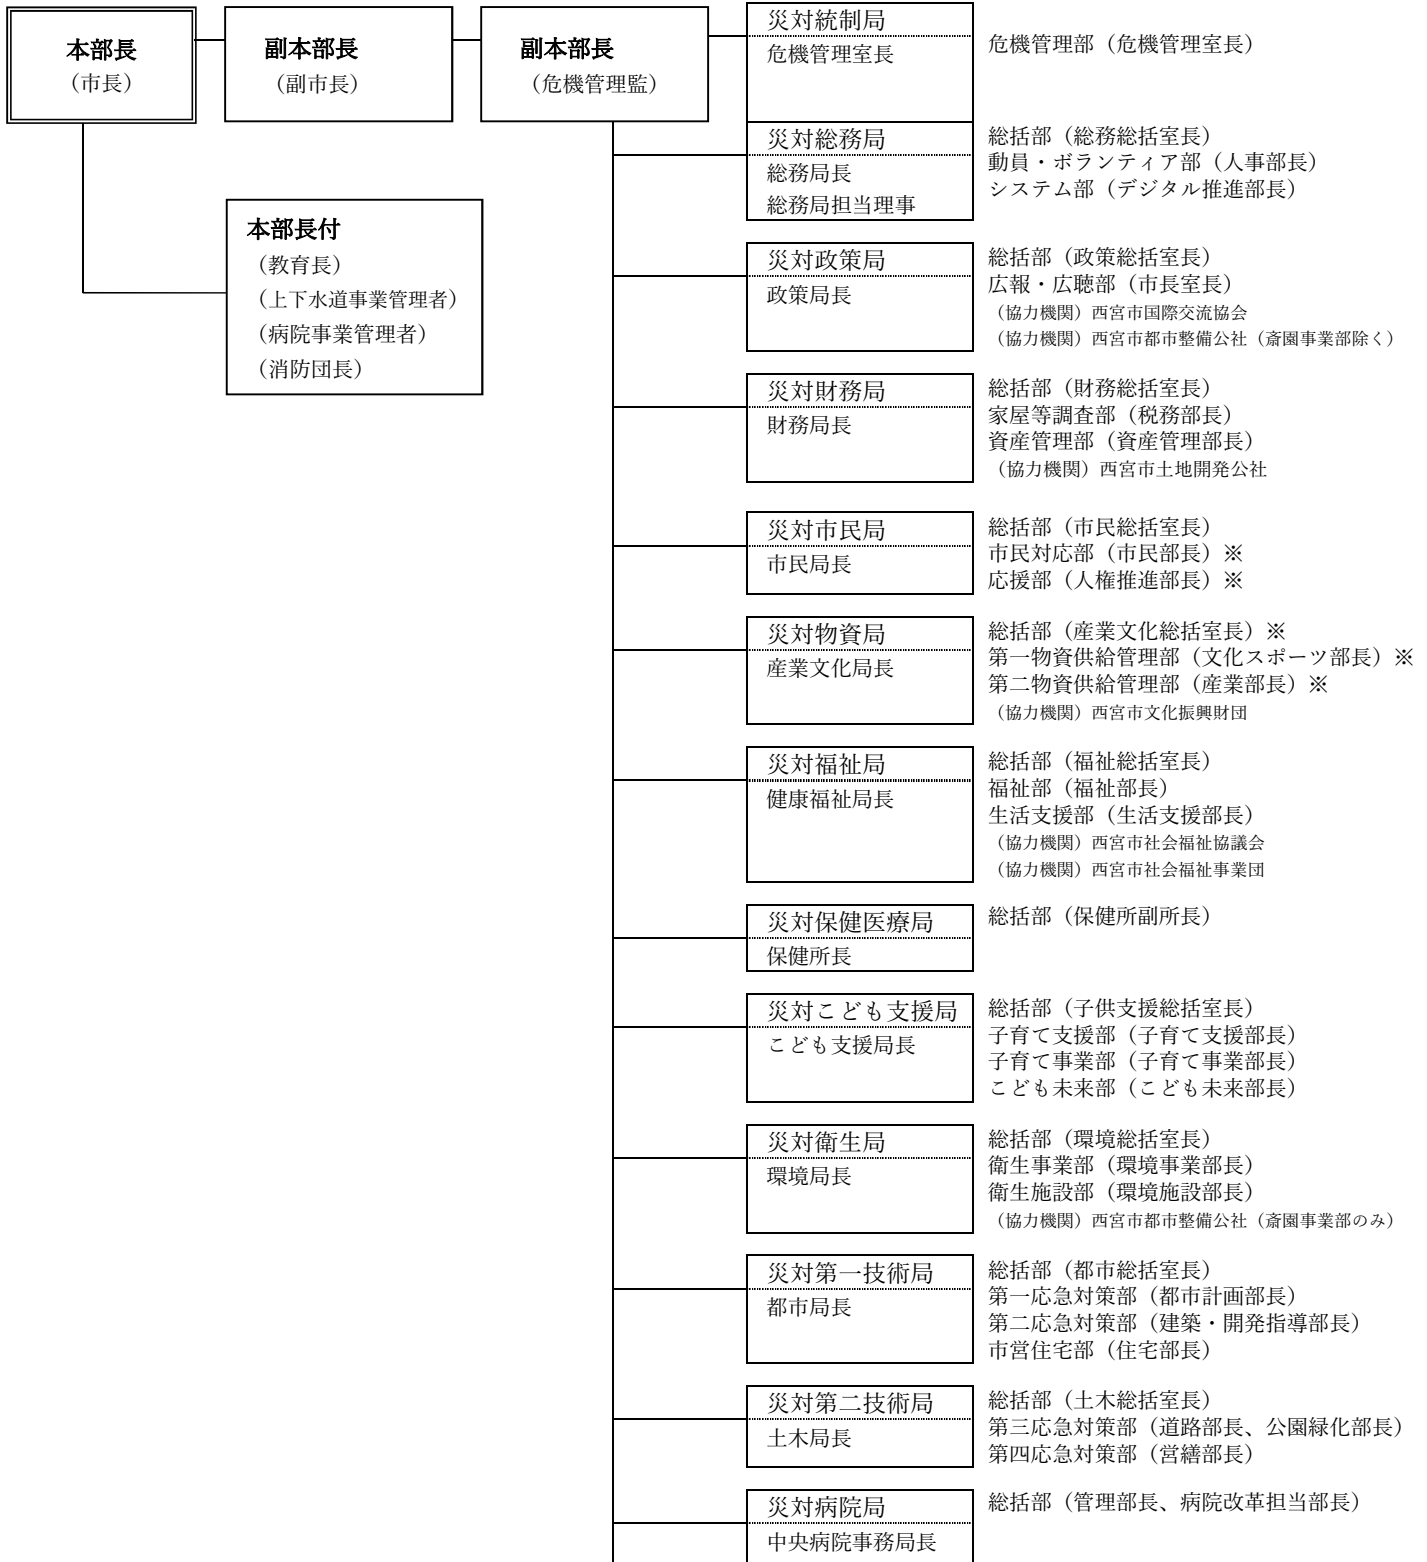 本部長
（市長）
副本部長
（副市長）
副本部長
（危機管理監）
本部長付
（教育長）
（上下水道事業管理者）
（病院事業管理者）
（消防団長）
災対統制局
危機管理室長
危機管理部（危機管理室長）
災対総務局
総務局長
総務局担当理事
総括部（総務総括室長）
動員・ボランティア部（人事部長）
システム部（デジタル推進部長）
災対政策局
政策局長
総括部（政策総括室長）
広報・広聴部（市長室長）
（協力機関）西宮市国際交流協会
（協力機関）西宮市都市整備公社（斎園事業部除く）
災対財務局
財務局長
総括部（財務総括室長）
家屋等調査部（税務部長）
資産管理部（資産管理部長）
（協力機関）西宮市土地開発公社
災対市民局
市民局長
総括部（市民総括室長）
市民対応部（市民部長）※
応援部（人権推進部長）※
災対物資局
産業文化局長
総括部（産業文化総括室長）※
第一物資供給管理部（文化スポーツ部長）※
第二物資供給管理部（産業部長）※
（協力機関）西宮市文化振興財団
災対福祉局
健康福祉局長
総括部（福祉総括室長）
福祉部（福祉部長）
生活支援部（生活支援部長）
（協力機関）西宮市社会福祉協議会
（協力機関）西宮市社会福祉事業団
災対保健医療局
保健所長
総括部（保健所副所長）
災対こども支援局
こども支援局長
総括部（子供支援総括室長）
子育て支援部（子育て支援部長）
子育て事業部（子育て事業部長）
こども未来部（こども未来部長）
災対衛生局
環境局長
総括部（環境総括室長）
衛生事業部（環境事業部長）
衛生施設部（環境施設部長）
（協力機関）西宮市都市整備公社（斎園事業部のみ）
災対第一技術局
都市局長
総括部（都市総括室長）
第一応急対策部（都市計画部長）
第二応急対策部（建築・開発指導部長）
市営住宅部（住宅部長）
災対第二技術局
土木局長
総括部（土木総括室長）
第三応急対策部（道路部長、公園緑化部長）
第四応急対策部（営繕部長）
災対病院局
中央病院事務局長
総括部（管理部長、病院改革担当部長）